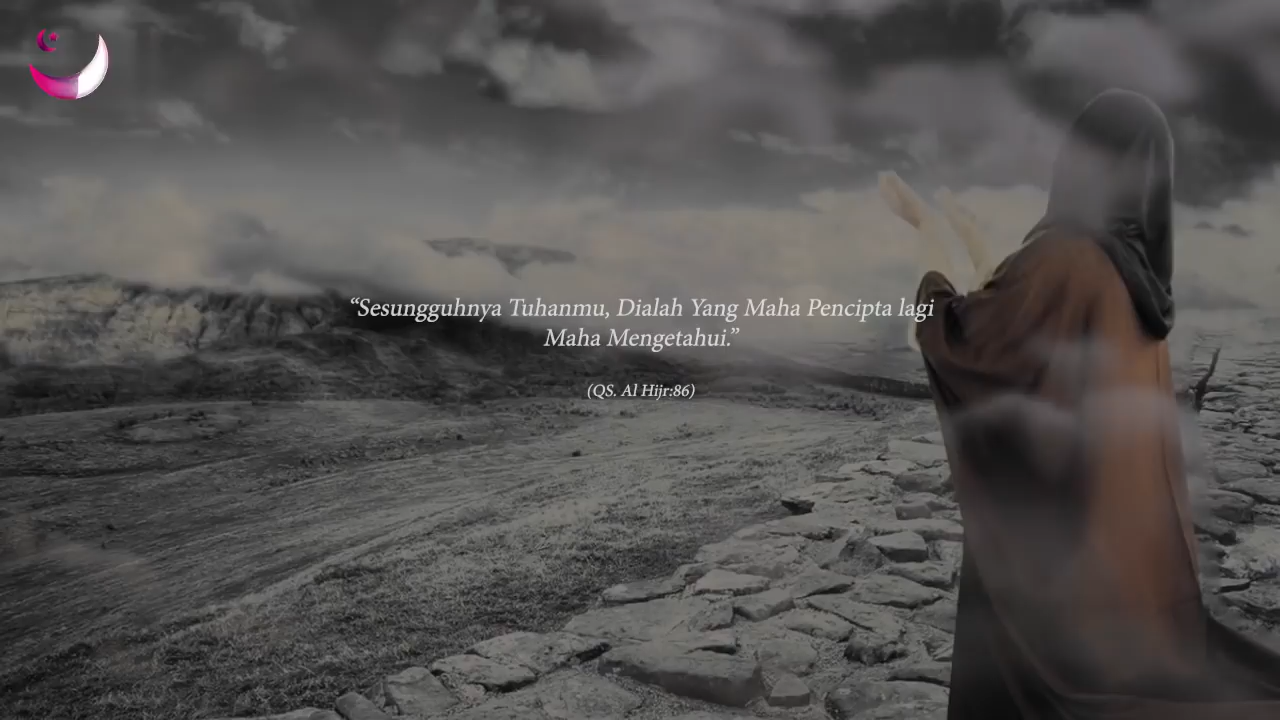 “Sesungguhnya Tuhanmu, Dialah Yang Maha Pencipta lagi
Maha Mengetahui.”
(QS. Al Hijr:86)